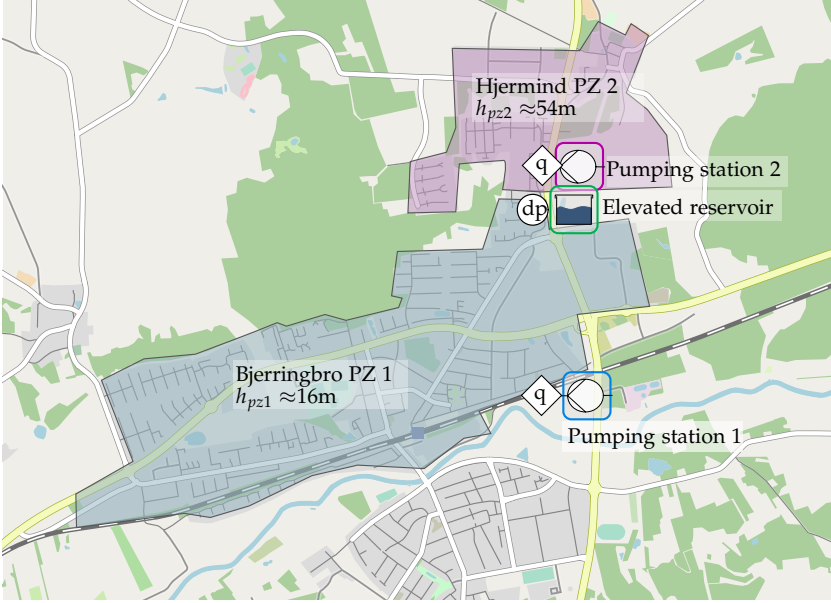 Hjermind PZ 2
h_pz2 ≈54m
q
Pumping station 2
dp
Elevated reservoir
Bjerringbro PZ 1
h_pz1 ≈16m
q
Pumping station 1